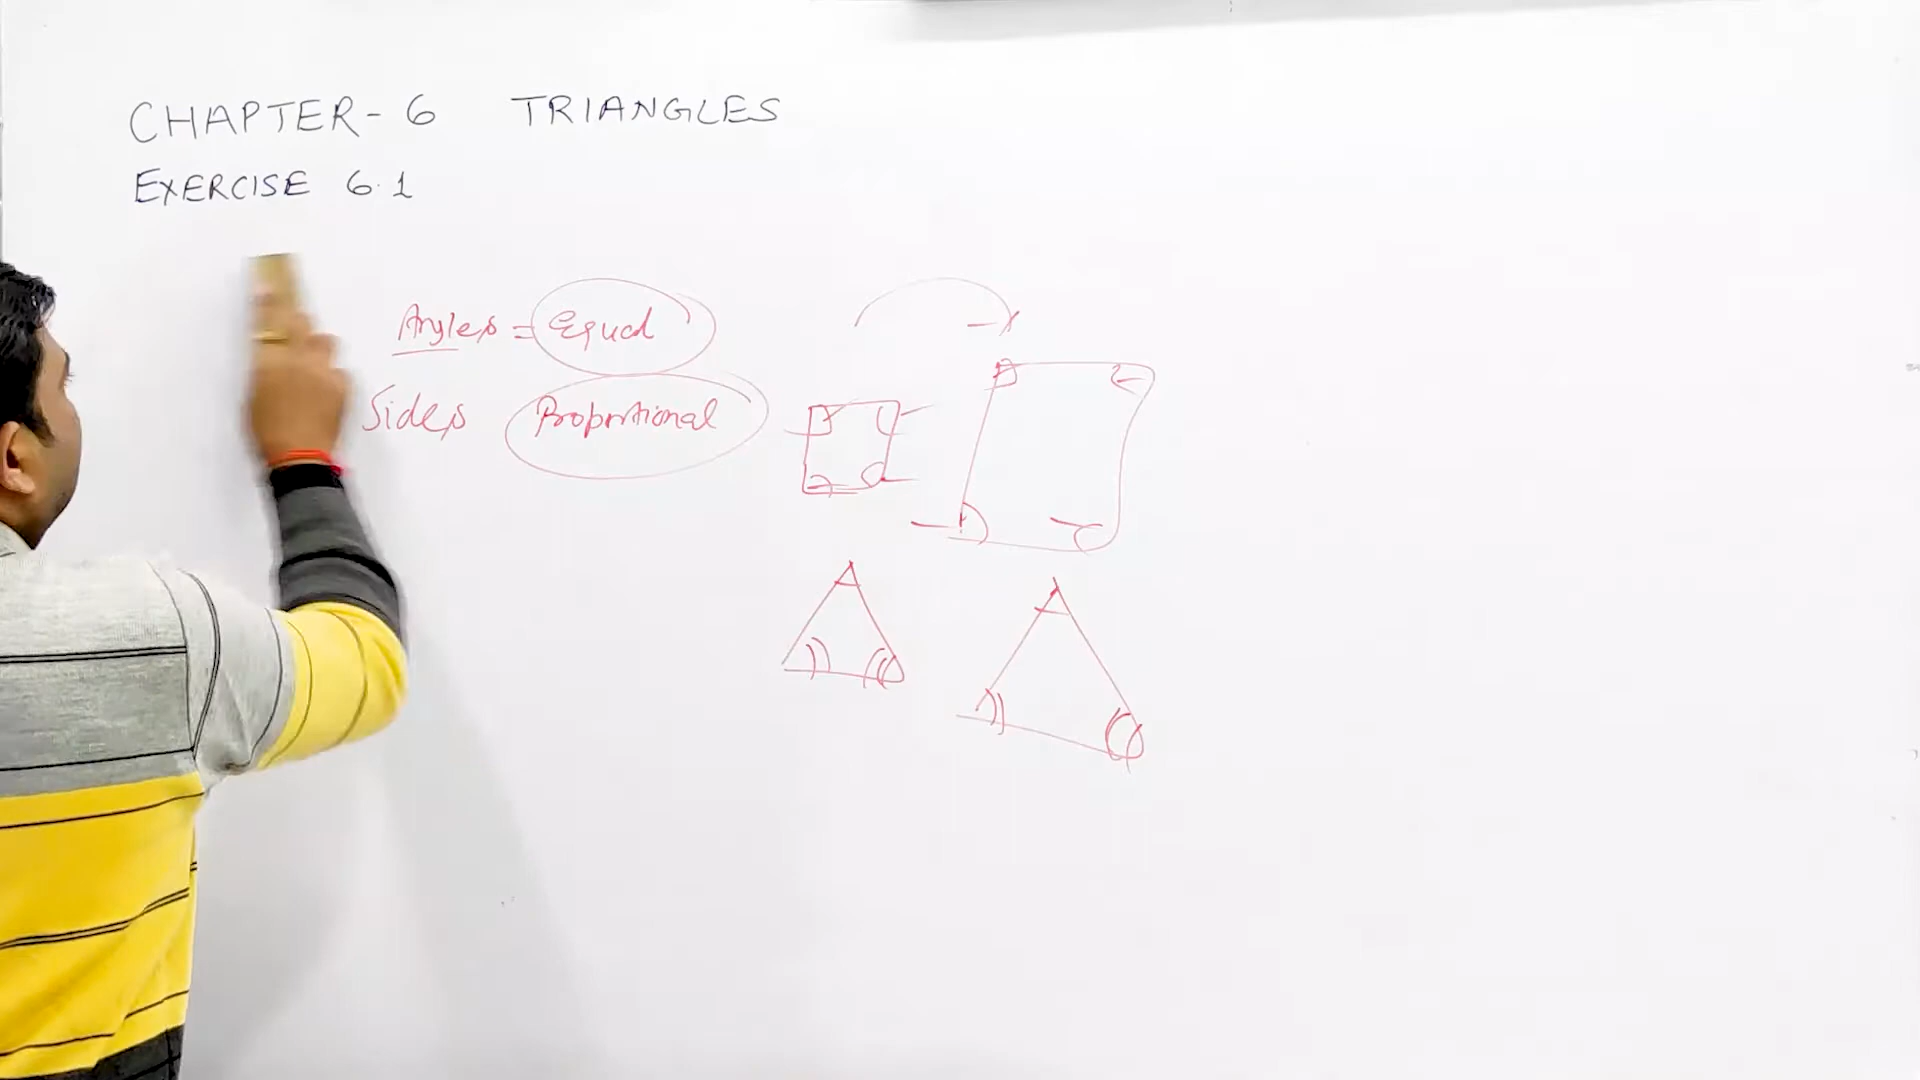 CHAPTER-6 TRIANGLES
EXERCISE 6.1
Angles = Equal
Sides Proportional